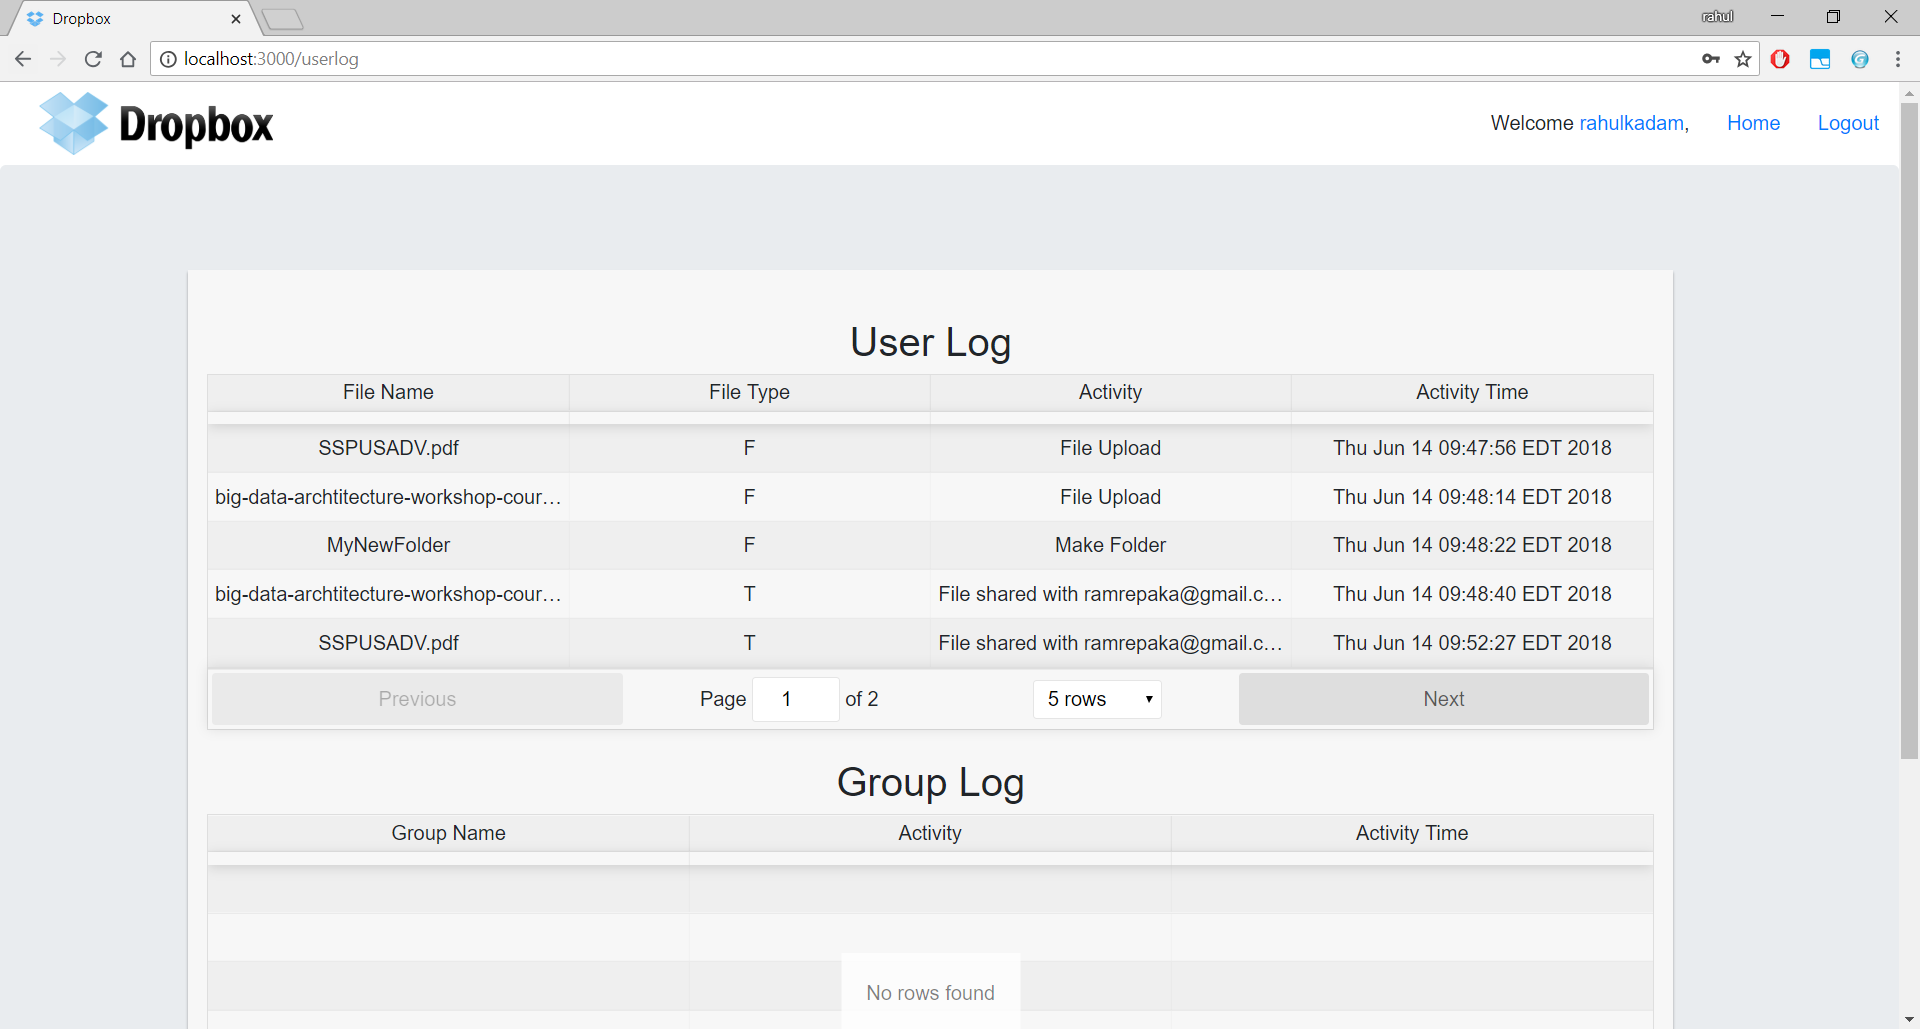 Dropbox
rahul
localhost:3000/userlog
Dropbox
Welcome rahulkadam, Home Logout
User Log
File Name File Type Activity Activity Time
SSPUSADV.pdf F File Upload Thu Jun 14 09:47:56 EDT 2018
big-data-archtitecture-workshop-cour… F File Upload Thu Jun 14 09:48:14 EDT 2018
MyNewFolder F Make Folder Thu Jun 14 09:48:22 EDT 2018
big-data-archtitecture-workshop-cour… T File shared with ramrepaka@gmail.c… Thu Jun 14 09:48:40 EDT 2018
SSPUSADV.pdf T File shared with ramrepaka@gmail.c… Thu Jun 14 09:52:27 EDT 2018
Previous Page 1 of 2 5 rows Next
Group Log
Group Name Activity Activity Time
No rows found